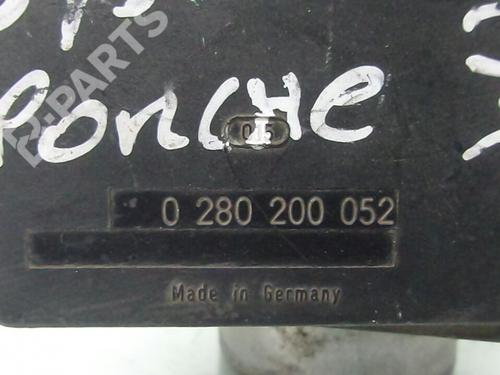 B-PARTS
PORSCHE
015
0 280 200 052
Made in Germany